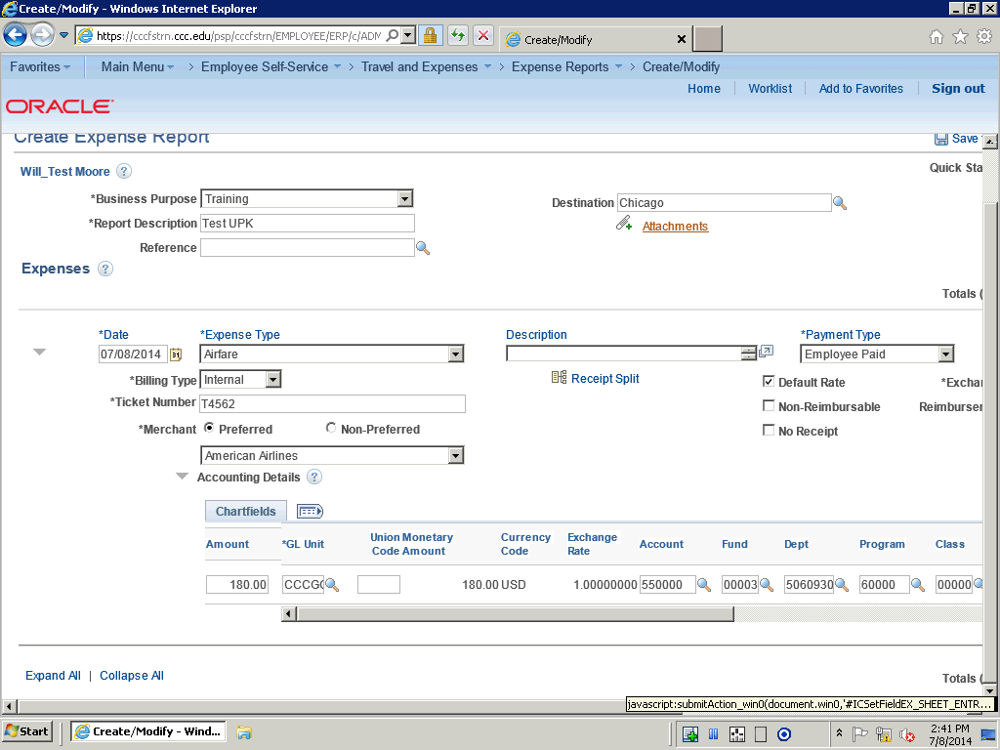 Create/Modify - Windows Internet Explorer
https://cccfstrn.ccc.edu/psp/cccfstrn/EMPLOYEE/ERP/c/ADM
Create/Modify
Favorites Main Menu > Employee Self-Service > Travel and Expenses > Expense Reports > Create/Modify
Home Worklist Add to Favorites Sign out
ORACLE
Create Expense Report Save
Will_Test Moore ? Quick Sta
*Business Purpose Training
Destination Chicago
*Report Description Test UPK
Attachments
Reference
Expenses ?
Totals (
*Date *Expense Type Description *Payment Type
07/08/2014 31 Airfare Employee Paid
*Billing Type Internal Receipt Split Default Rate *Exchan
*Ticket Number T4562 Non-Reimbursable Reimbursem
*Merchant Preferred Non-Preferred No Receipt
American Airlines
Accounting Details ?
Chartfields
Amount *GL Unit Union Monetary Code Amount Currency Code Exchange Rate Account Fund Dept Program Class
180.00 CCCGC 180.00 USD 1.00000000 550000 00003 5060930 60000 00000
Expand All | Collapse All Totals (
javascript:submitAction_win0(document.win0,'#ICSetFieldEX_SHEET_ENTR...
Start Create/Modify - Wind... 2:41 PM
7/8/2014